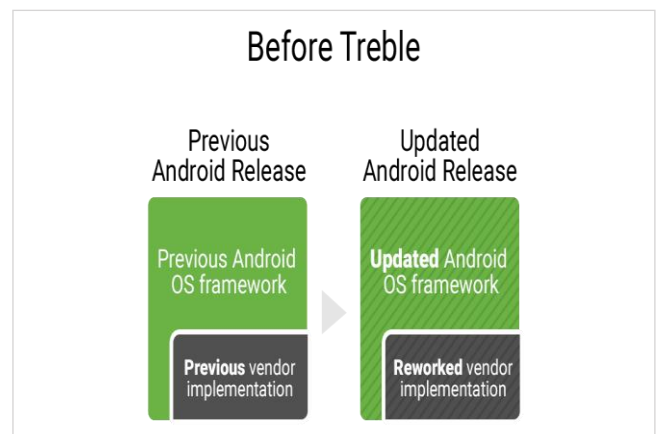 Before Treble
Previous
Android Release
Updated
Android Release
Previous Android
OS framework
Updated Android
OS framework
Previous vendor
implementation
Reworked vendor
implementation